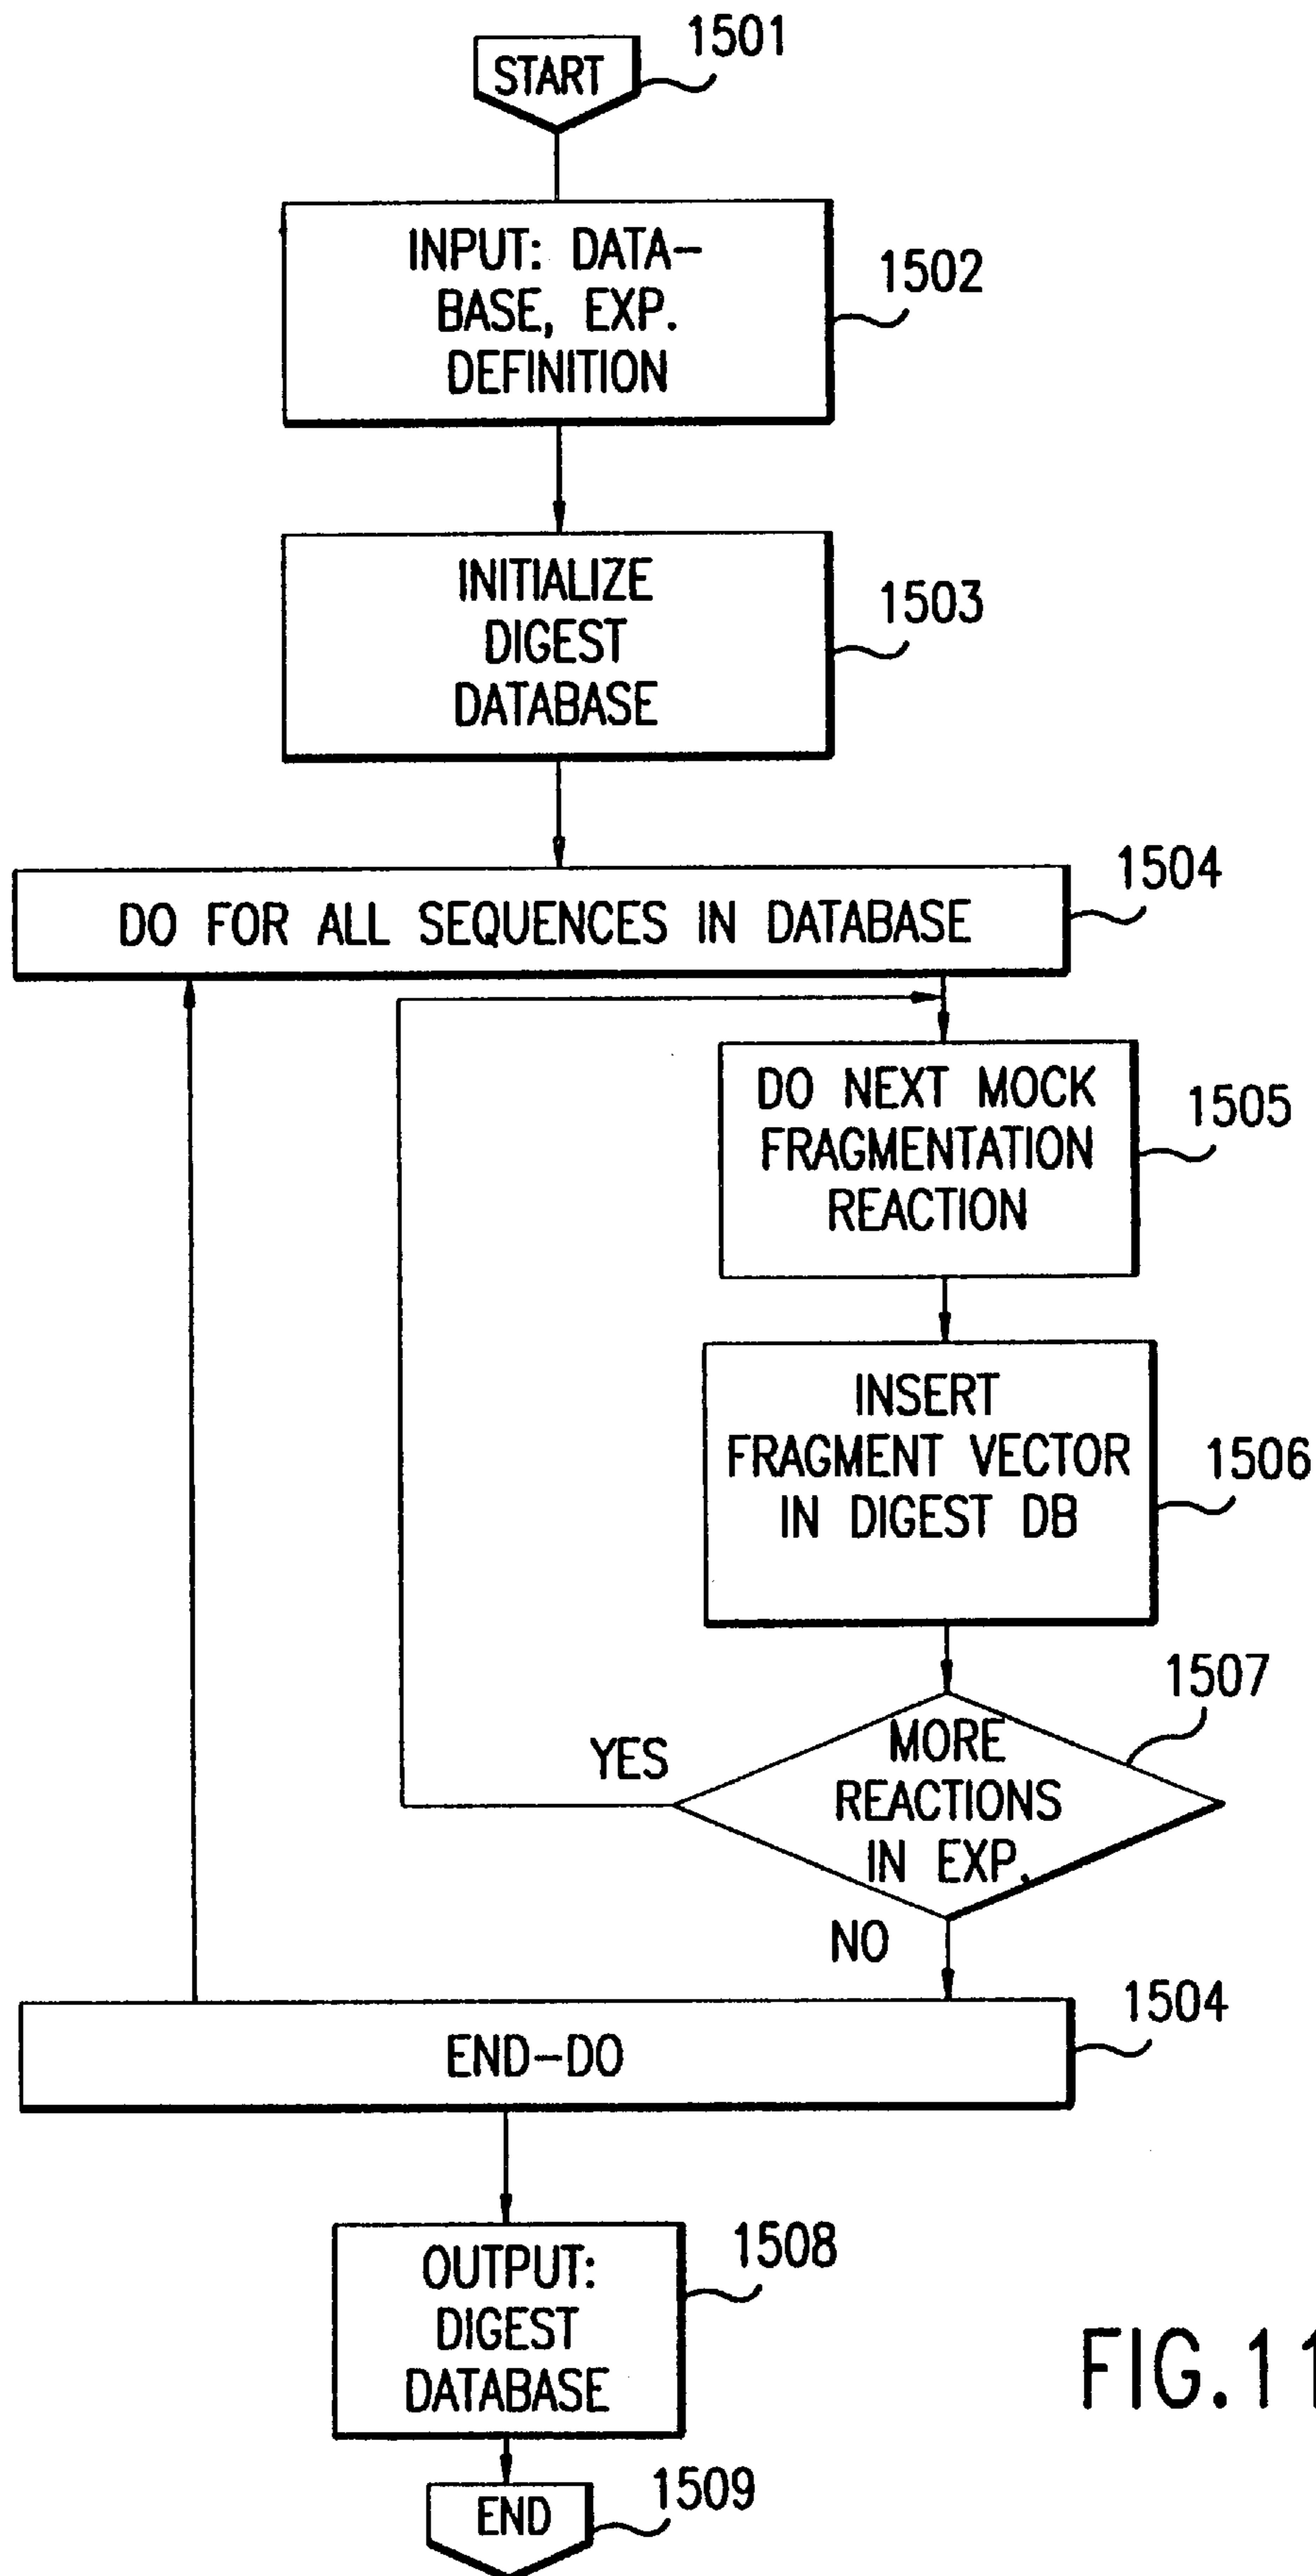 START
1501
INPUT: DATA-
BASE, EXP.
DEFINITION
1502
INITIALIZE
DIGEST
DATABASE
1503
DO FOR ALL SEQUENCES IN DATABASE
1504
DO NEXT MOCK
FRAGMENTATION
REACTION
1505
INSERT
FRAGMENT VECTOR
IN DIGEST DB
1506
MORE
REACTIONS
IN EXP.
1507
YES
NO
END-DO
1504
OUTPUT:
DIGEST
DATABASE
1508
END
1509
FIG.11